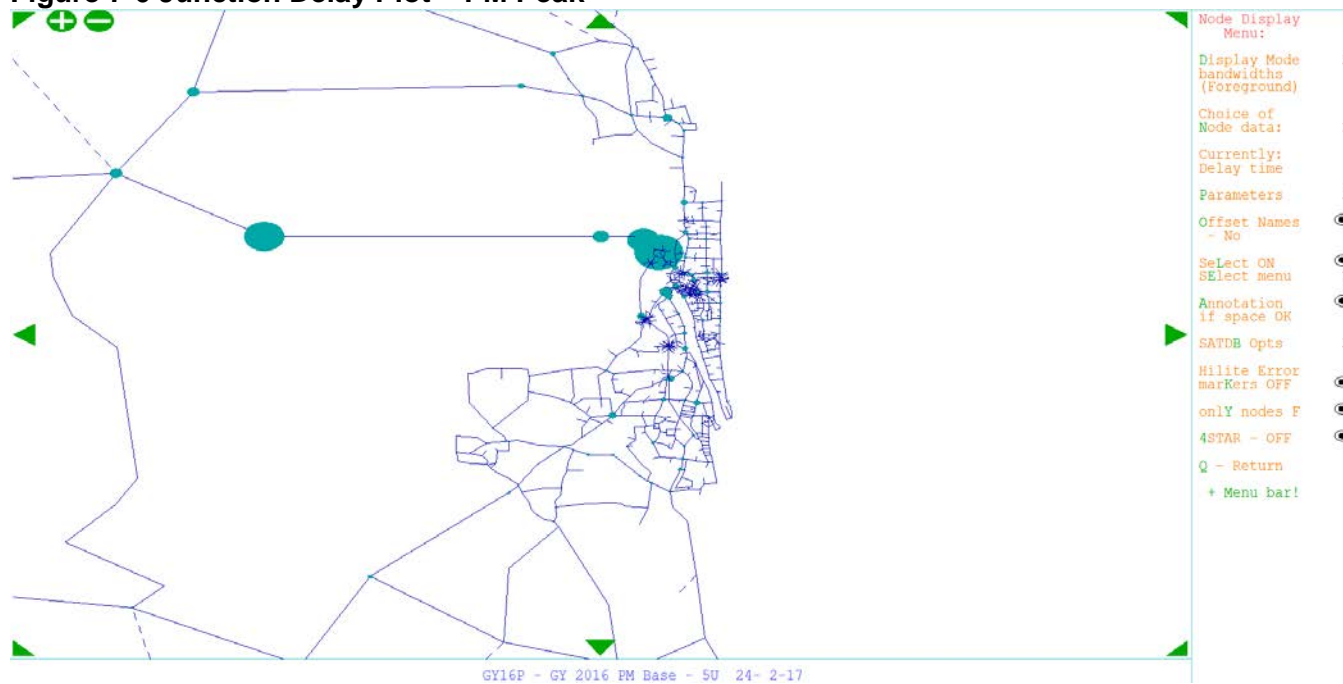 Node Display
Menu:
Display Mode
bandwidths
(Foreground)
Choice of
Node data:
Currently:
Delay time
Parameters
Offset Names
- No
SeLect ON
SElect menu
Annotation
if space OK
SATDB Opts
Hilite Error
marKers OFF
onlY nodes F
4STAR - OFF
Q - Return
+ Menu bar!
GY16P - GY 2016 PM Base - 5U 24- 2-17